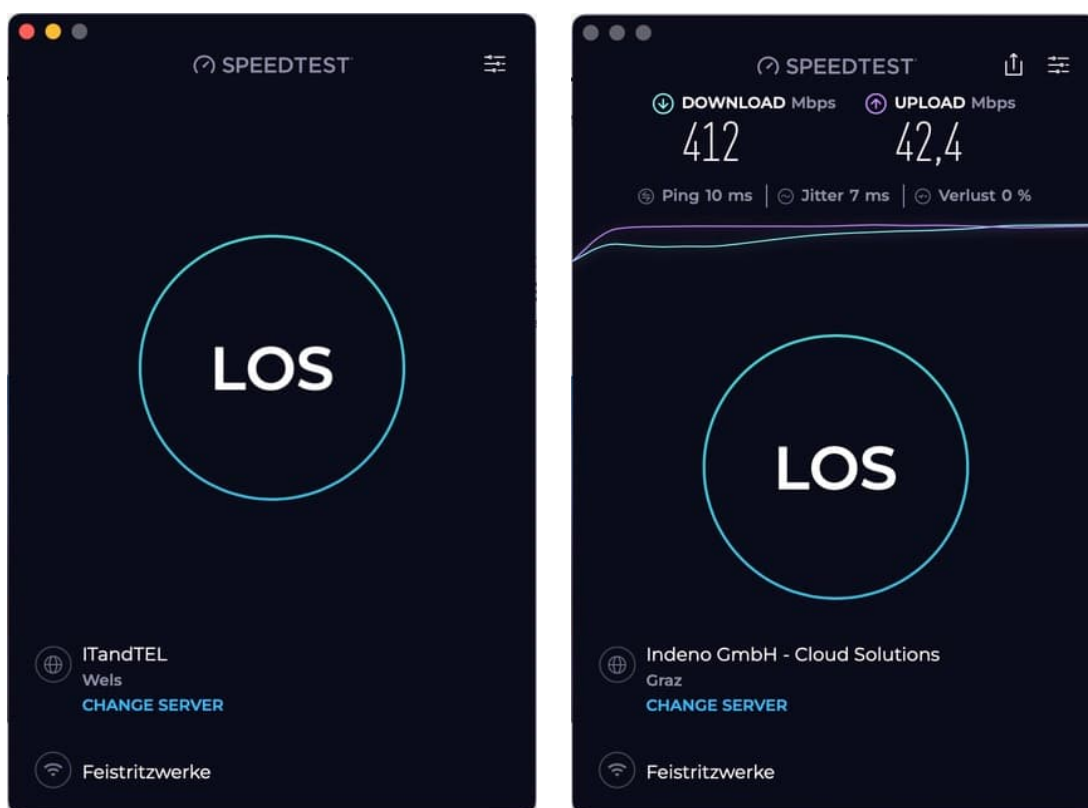 SPEEDTEST
LOS
ITandTEL
Wels
CHANGE SERVER
Feistritzwerke
SPEEDTEST
DOWNLOAD Mbps UPLOAD Mbps
412 42,4
Ping 10 ms Jitter 7 ms Verlust 0 %
LOS
Indeno GmbH - Cloud Solutions
Graz
CHANGE SERVER
Feistritzwerke